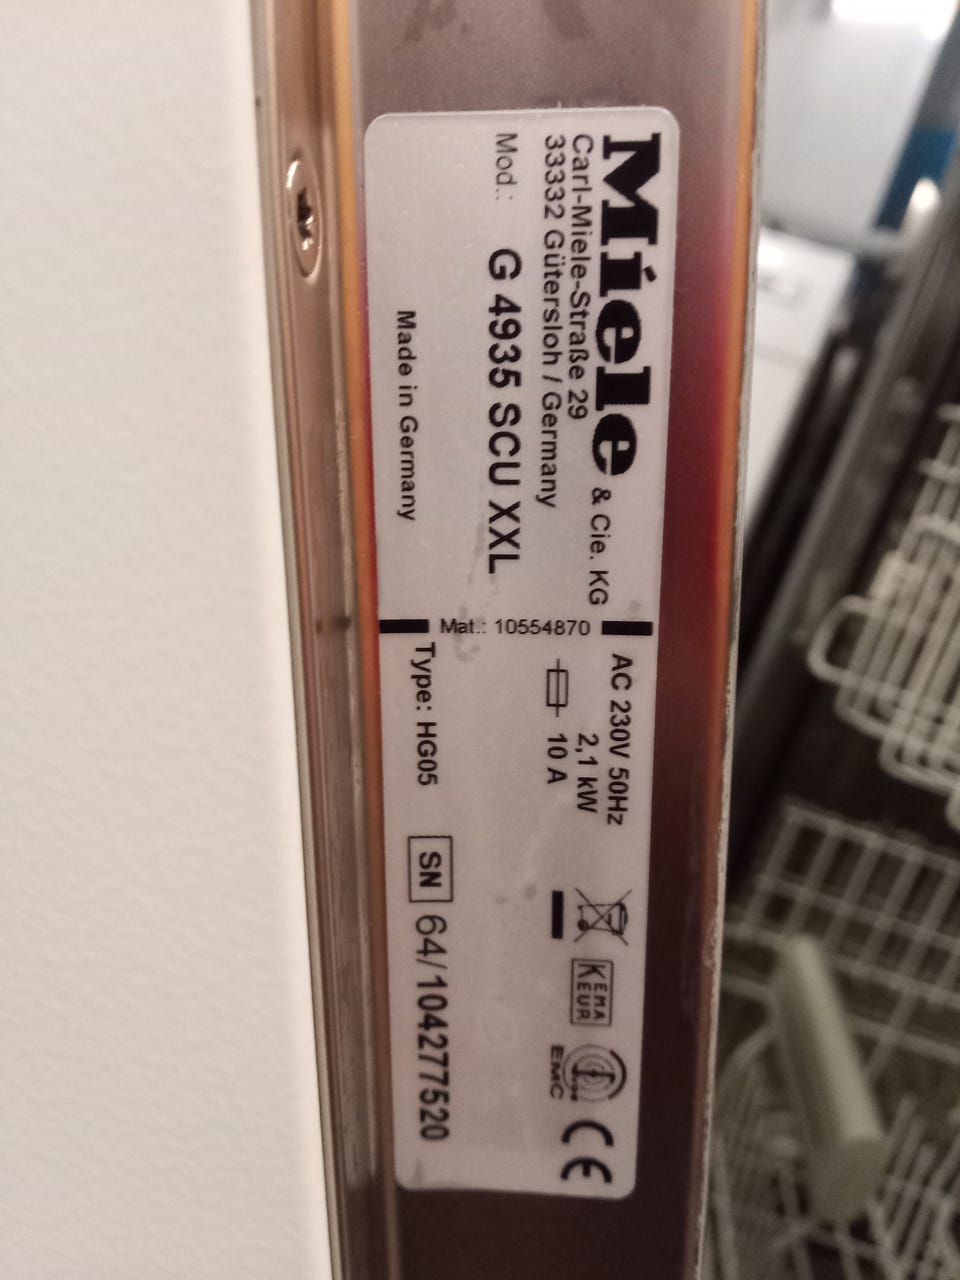 Miele & Cie. KG
Carl-Miele-Straße 29
33332 Gütersloh / Germany
Mod.: G 4935 SCU XXL
Made in Germany
Mat.: 10554870
AC 230V 50Hz
2,1 kW
10 A
KEMA
KEUR
EMC
CE
Type: HG05
SN 64/104277520